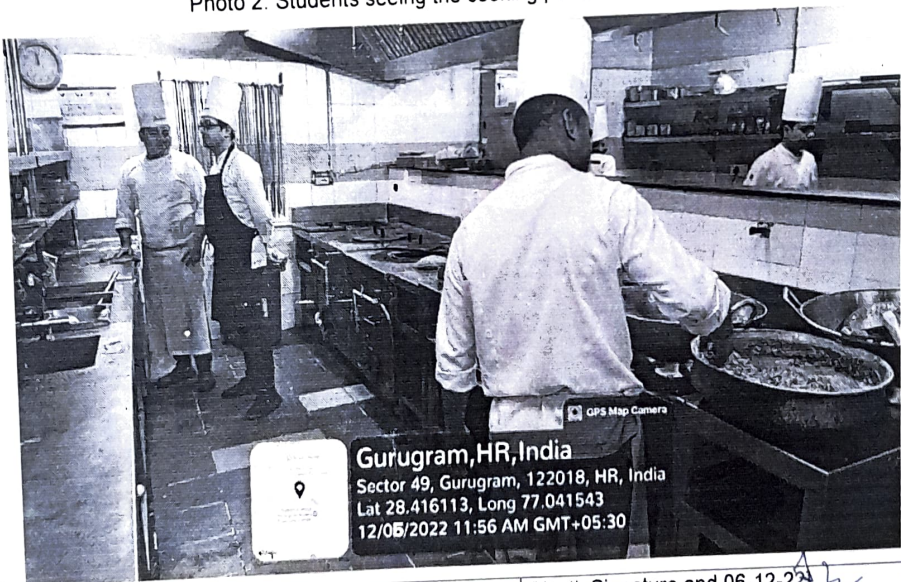 Photo 2: Students seeing the cooking
GPS Map Camera
Gurugram,HR,India
Sector 49, Gurugram, 122018, HR, India
Lat 28.416113, Long 77.041543
12/05/2022 11:56 AM GMT+05:30
Signature and 06-12-22